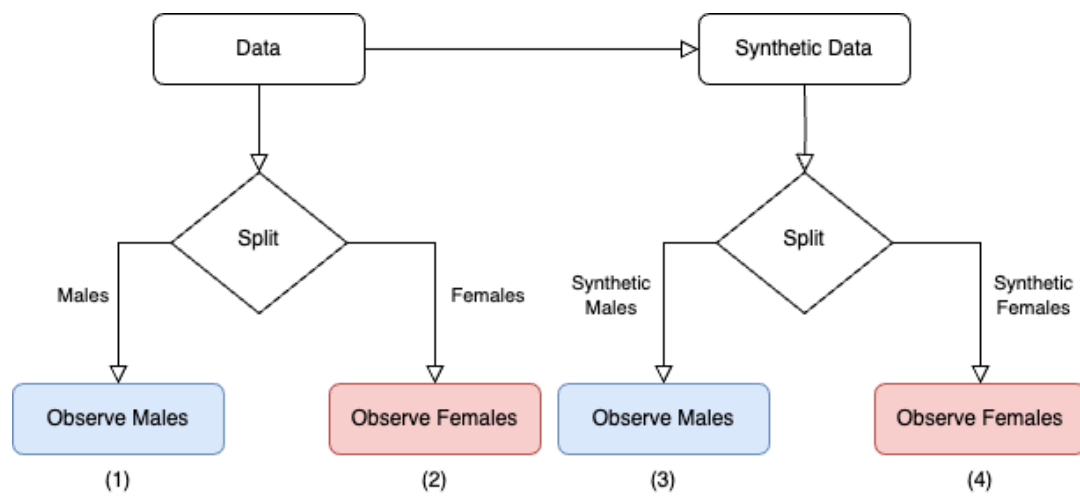 Data
Synthetic Data
Split
Split
Males
Females
Synthetic
Males
Synthetic
Females
Observe Males
Observe Females
Observe Males
Observe Females
(1)
(2)
(3)
(4)